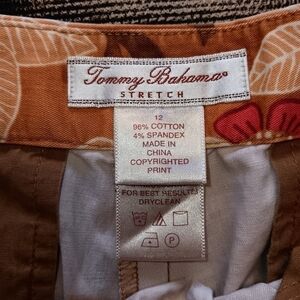 Tommy Bahama®
STRETCH
12
96% COTTON
4% SPANDEX
MADE IN
CHINA
COPYRIGHTED
PRINT
FOR BEST RESULTS
DRYCLEAN
P